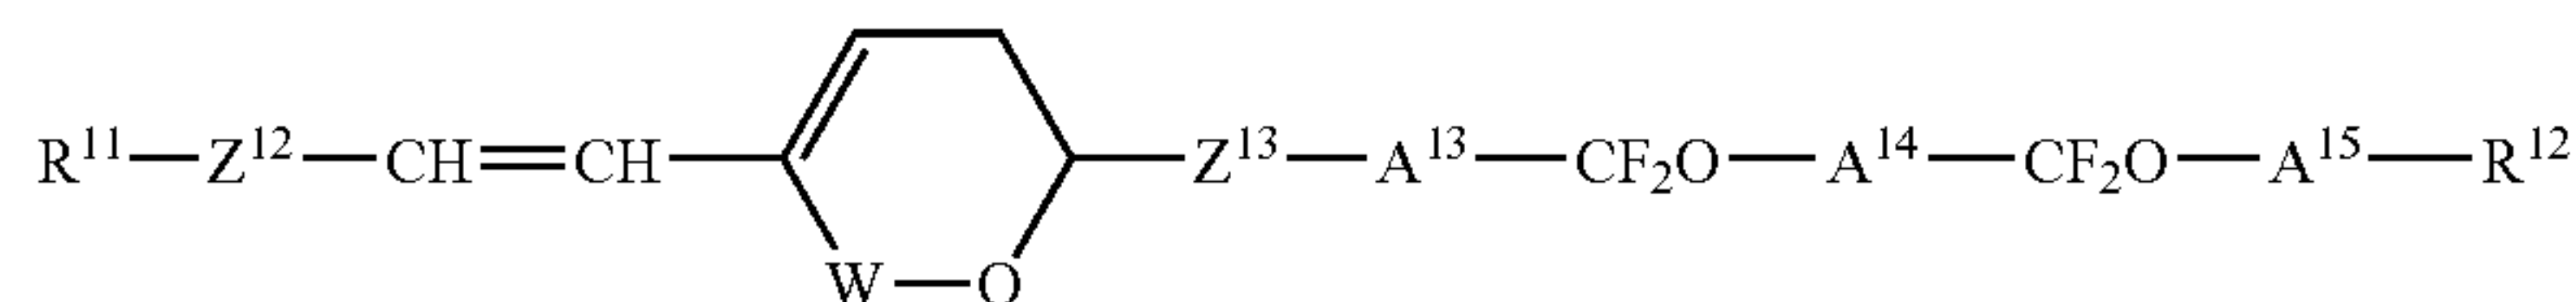 R¹¹—Z¹²—CH=CH Z¹³—A¹³—CF₂O—A¹⁴—CF₂O—A¹⁵—R¹²
W—O